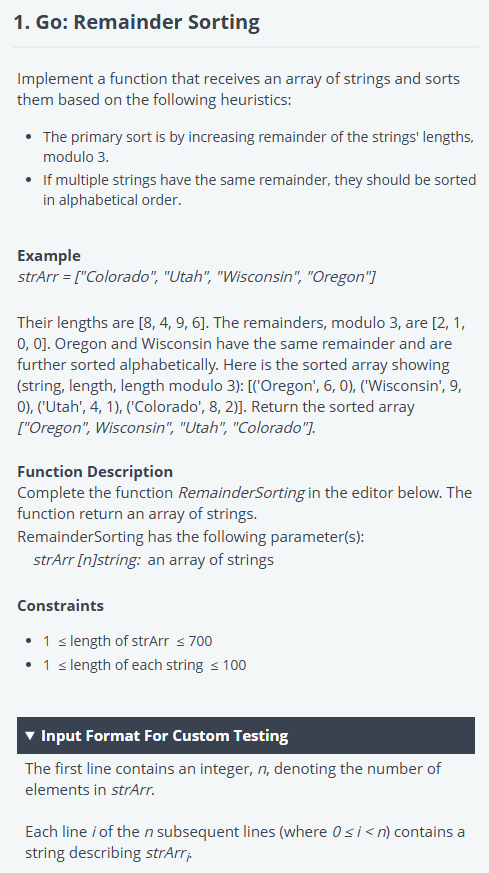 1. Go: Remainder Sorting
Implement a function that receives an array of strings and sorts
them based on the following heuristics:
• The primary sort is by increasing remainder of the strings' lengths,
modulo 3.
• If multiple strings have the same remainder, they should be sorted
in alphabetical order.
Example
strArr = ["Colorado", "Utah", "Wisconsin", "Oregon"]
Their lengths are [8, 4, 9, 6]. The remainders, modulo 3, are [2, 1,
0, 0]. Oregon and Wisconsin have the same remainder and are
further sorted alphabetically. Here is the sorted array showing
(string, length, length modulo 3): [('Oregon', 6, 0), ('Wisconsin', 9,
0), ('Utah', 4, 1), ('Colorado', 8, 2)]. Return the sorted array
["Oregon", Wisconsin", "Utah", "Colorado"].
Function Description
Complete the function RemainderSorting in the editor below. The
function return an array of strings.
RemainderSorting has the following parameter(s):
strArr [n]string: an array of strings
Constraints
• 1 ≤ length of strArr ≤ 700
• 1 ≤ length of each string ≤ 100
▼ Input Format For Custom Testing
The first line contains an integer, n, denoting the number of
elements in strArr.
Each line i of the n subsequent lines (where 0 ≤ i < n) contains a
string describing strArrᵢ.